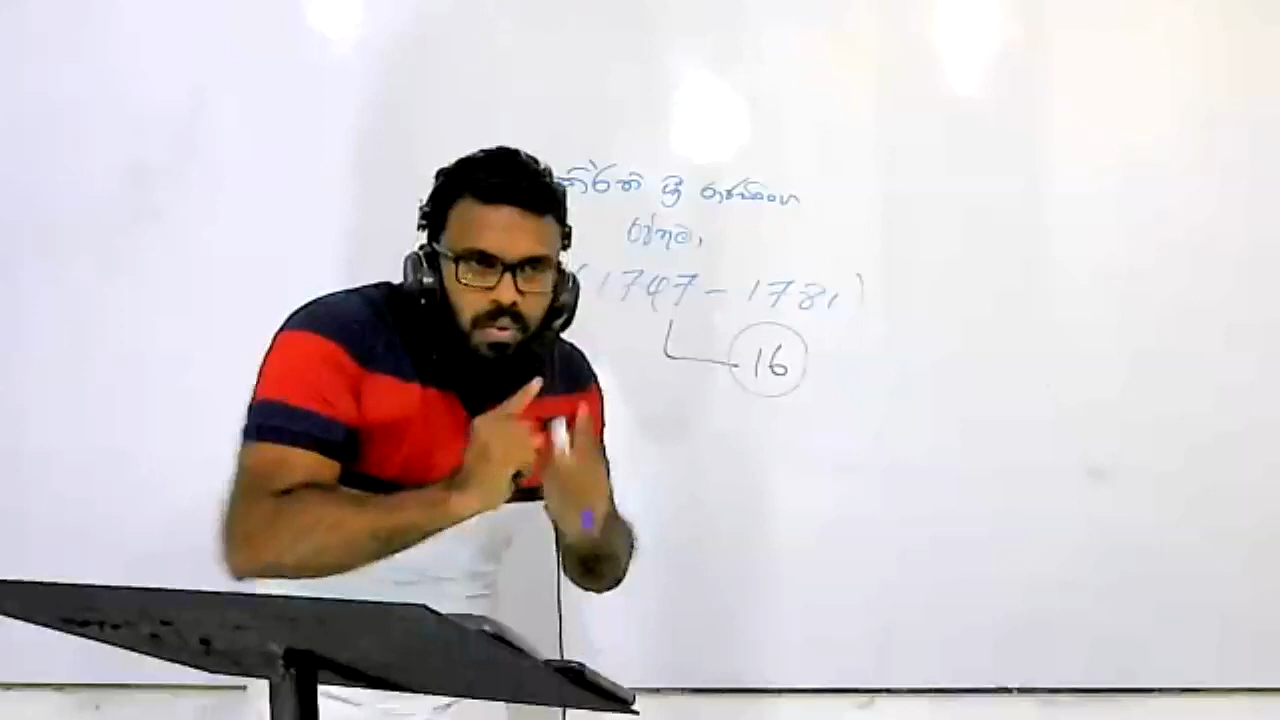 කිර්ති ශ්‍රී රාජසිංහ
රජතුමා,
(1747 - 1781)
16